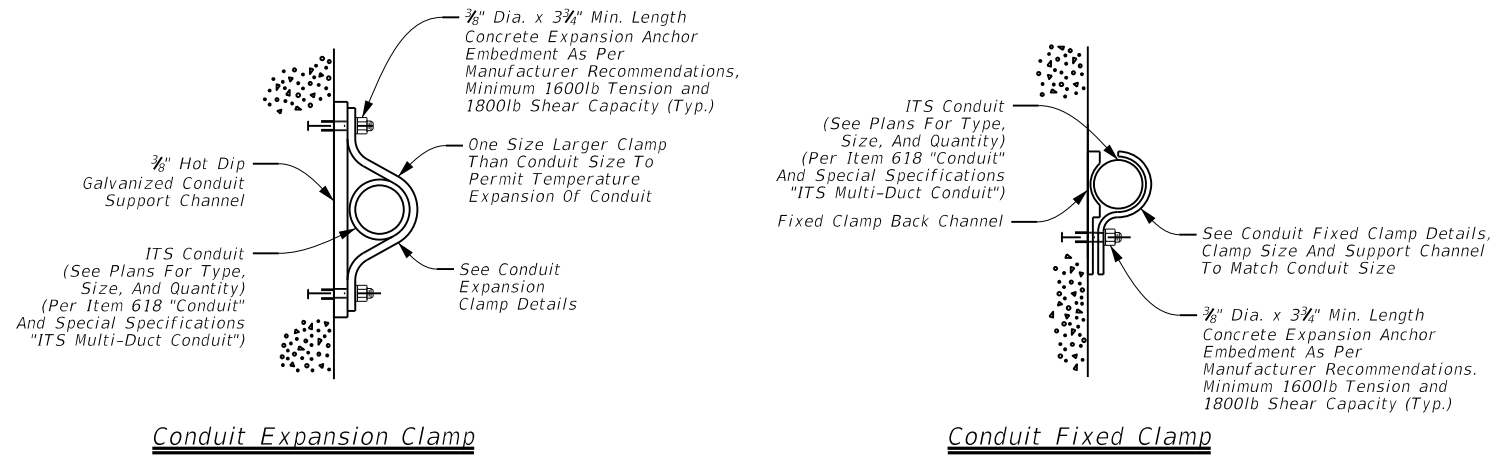 ⅜" Dia. x 3¾" Min. Length
Concrete Expansion Anchor
Embedment As Per
Manufacturer Recommendations,
Minimum 1600lb Tension and
1800lb Shear Capacity (Typ.)
One Size Larger Clamp
Than Conduit Size To
Permit Temperature
Expansion Of Conduit
⅜" Hot Dip
Galvanized Conduit
Support Channel
ITS Conduit
(See Plans For Type,
Size, And Quantity)
(Per Item 618 "Conduit"
And Special Specifications
"ITS Multi-Duct Conduit")
See Conduit
Expansion
Clamp Details
Conduit Expansion Clamp
ITS Conduit
(See Plans For Type,
Size, And Quantity)
(Per Item 618 "Conduit"
And Special Specifications
"ITS Multi-Duct Conduit")
Fixed Clamp Back Channel
See Conduit Fixed Clamp Details,
Clamp Size And Support Channel
To Match Conduit Size
⅜" Dia. x 3¾" Min. Length
Concrete Expansion Anchor
Embedment As Per
Manufacturer Recommendations.
Minimum 1600lb Tension and
1800lb Shear Capacity (Typ.)
Conduit Fixed Clamp